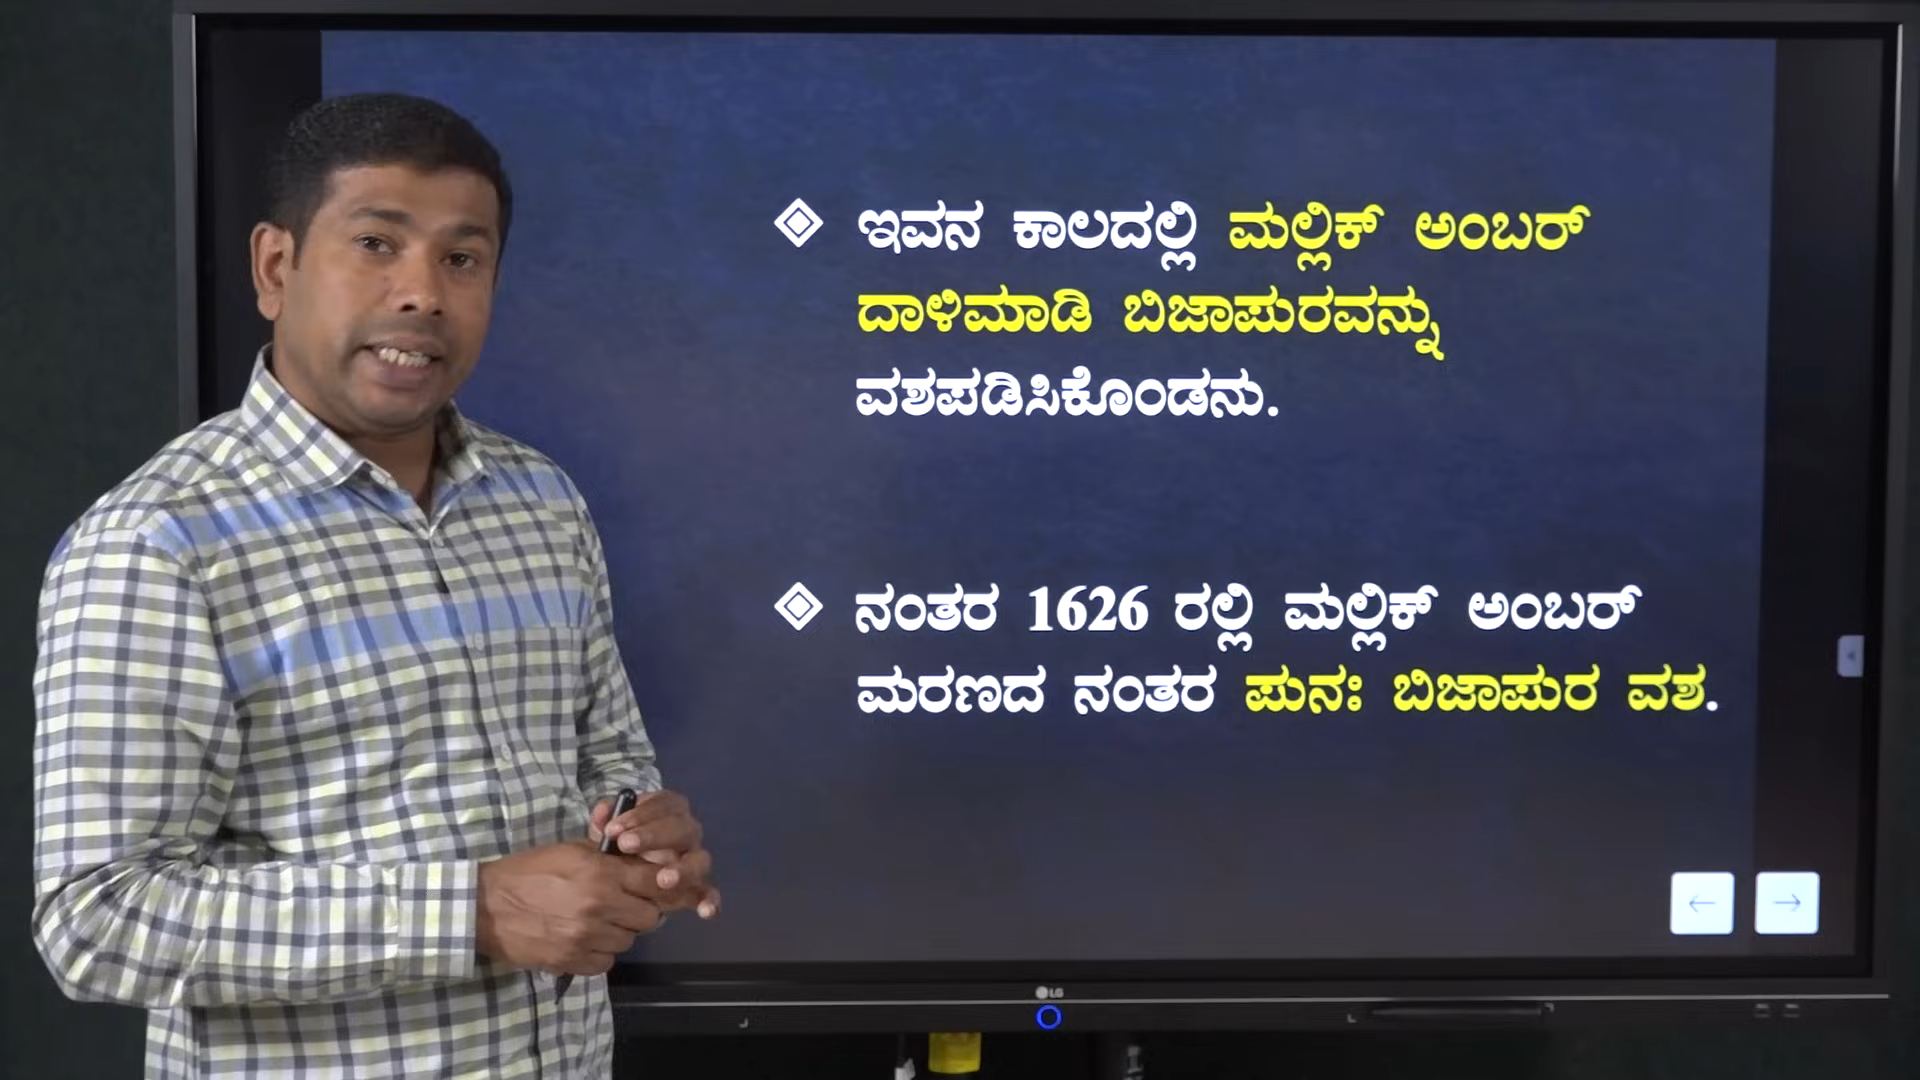 ಇವನ ಕಾಲದಲ್ಲಿ ಮಲ್ಲಿಕ್ ಅಂಬರ್
ದಾಳಿಮಾಡಿ ಬಿಜಾಪುರವನ್ನು
ವಶಪಡಿಸಿಕೊಂಡನು.
ನಂತರ 1626 ರಲ್ಲಿ ಮಲ್ಲಿಕ್ ಅಂಬರ್
ಮರಣದ ನಂತರ ಪುನಃ ಬಿಜಾಪುರ ವಶ.
LG